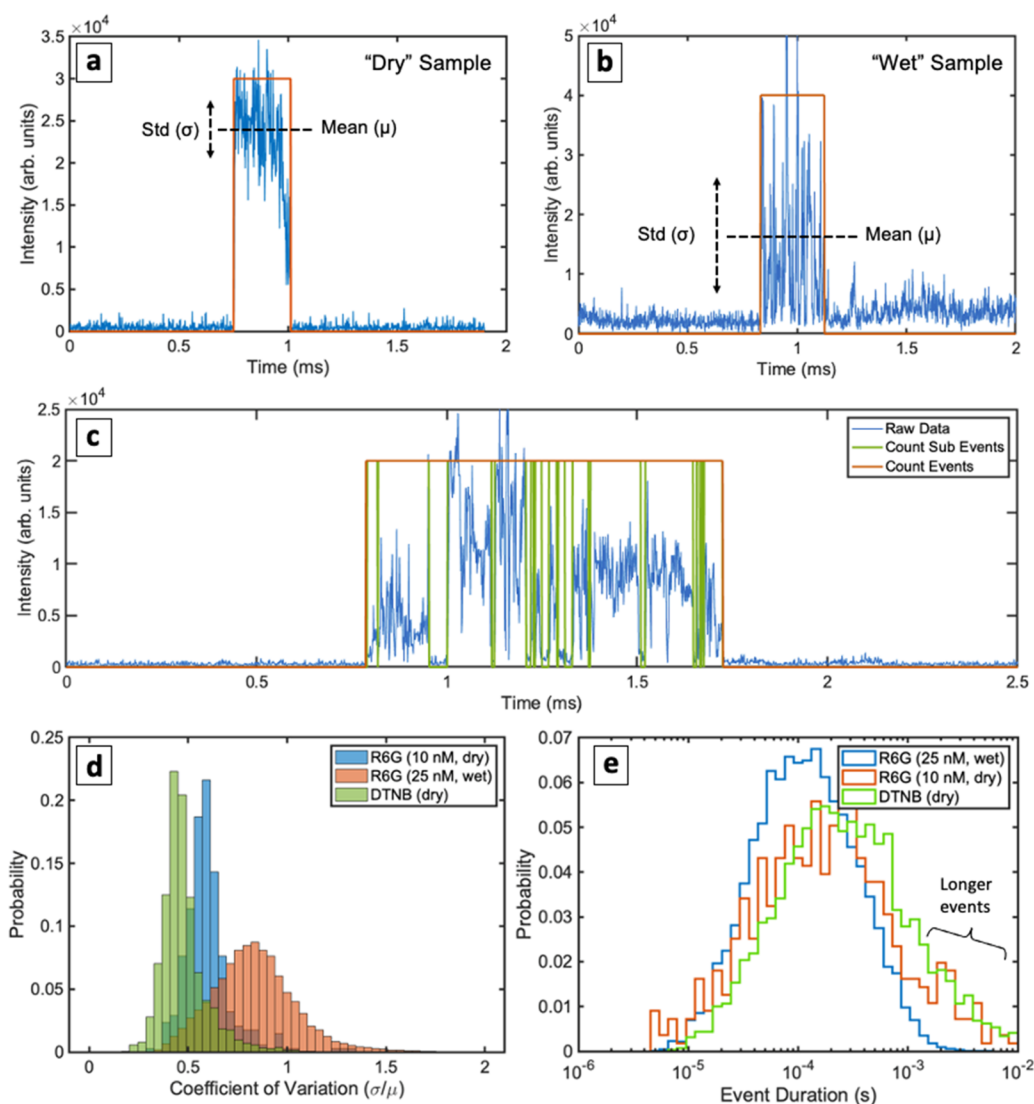 ×10⁴
3.5
a
"Dry" Sample
3
2.5
Std (σ)
Mean (μ)
2
1.5
1
0.5
0
Intensity (arb. units)
0 0.5 1 1.5 2
Time (ms)
×10⁴
5
b
"Wet" Sample
4
3
Std (σ)
Mean (μ)
2
1
0
Intensity (arb. units)
0 0.5 1 1.5 2
Time (ms)
×10⁴
2.5
c
Raw Data
Count Sub Events
Count Events
2
1.5
1
0.5
0
Intensity (arb. units)
0 0.5 1 1.5 2 2.5
Time (ms)
0.25
d
R6G (10 nM, dry)
R6G (25 nM, wet)
DTNB (dry)
0.2
0.15
0.1
0.05
0
Probability
0 0.5 1 1.5 2
Coefficient of Variation (σ/μ)
0.07
e
R6G (25 nM, wet)
R6G (10 nM, dry)
DTNB (dry)
0.06
0.05
0.04
Longer
events
0.03
0.02
0.01
0
Probability
10⁻⁶ 10⁻⁵ 10⁻⁴ 10⁻³ 10⁻²
Event Duration (s)